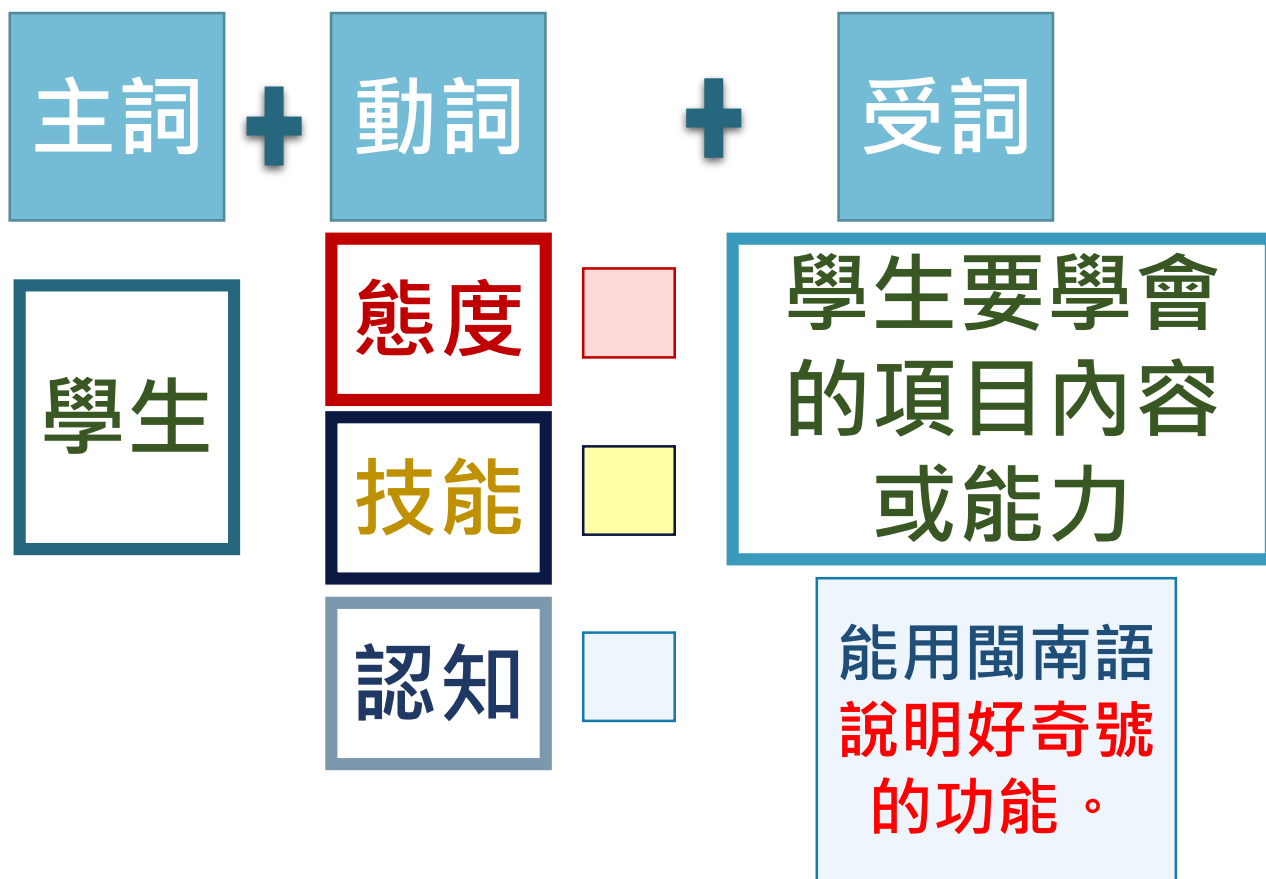 主詞
動詞
受詞
學生
態度
技能
認知
學生要學會
的項目內容
或能力
能用閩南語
說明好奇號
的功能。